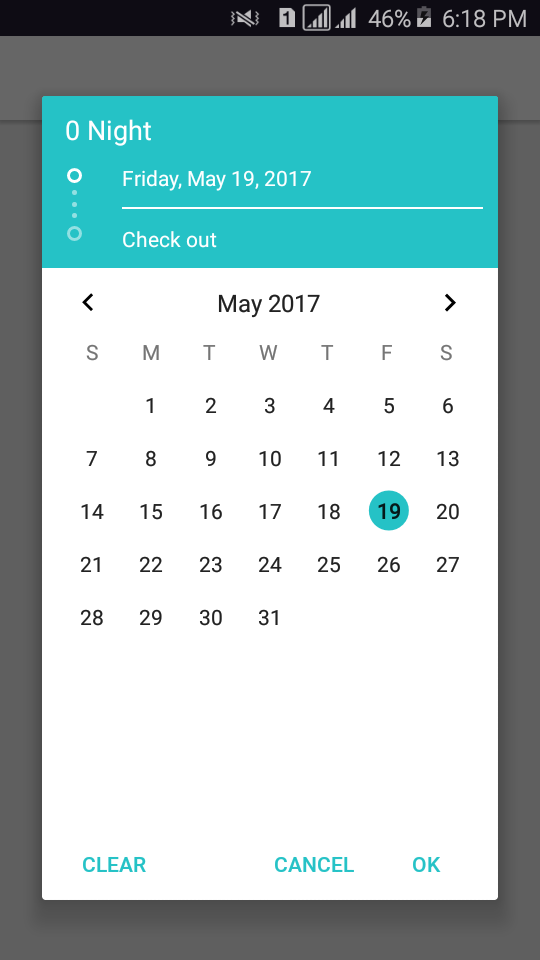 1 46% 6:18 PM
0 Night
Friday, May 19, 2017
Check out
May 2017
S M T W T F S
1 2 3 4 5 6
7 8 9 10 11 12 13
14 15 16 17 18 19 20
21 22 23 24 25 26 27
28 29 30 31
CLEAR CANCEL OK